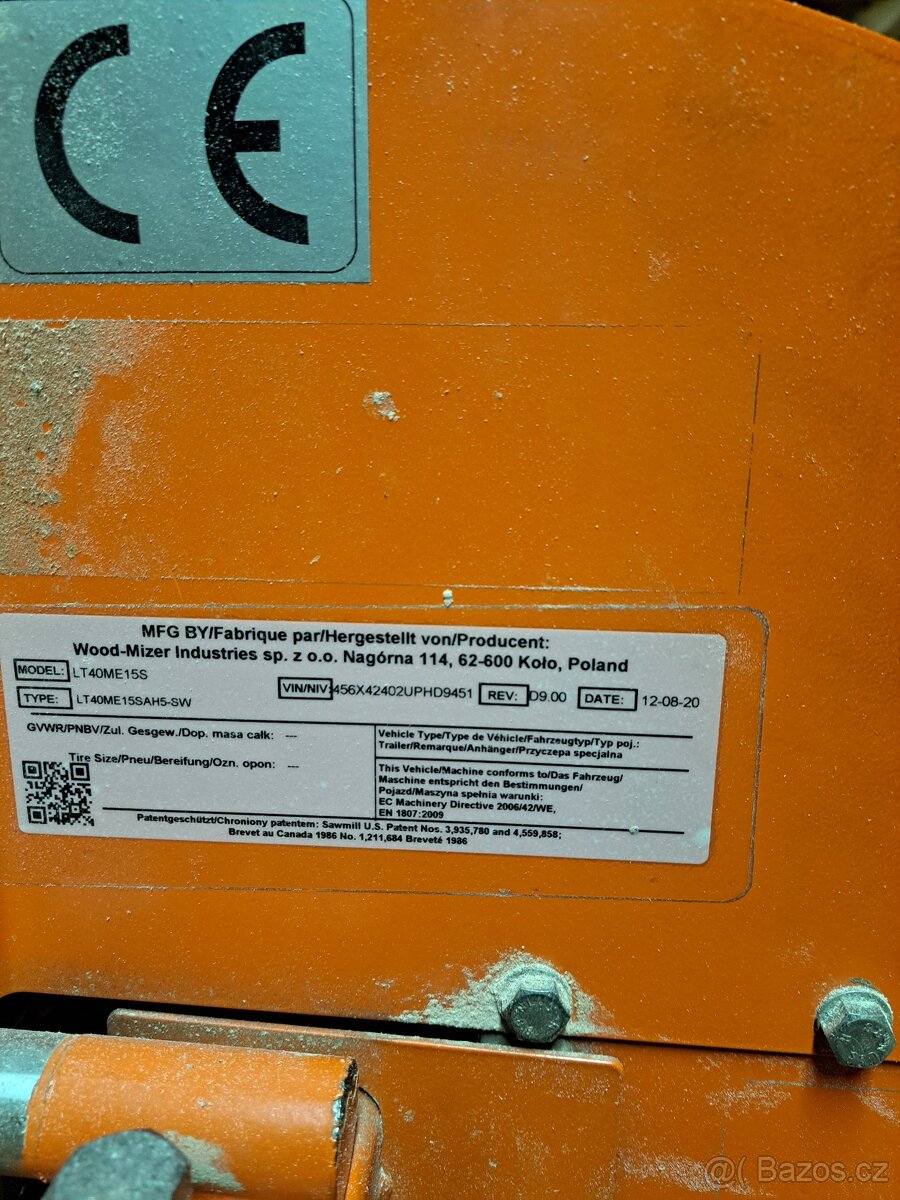 CE
MFG BY/Fabrique par/Hergestellt von/Producent:
Wood-Mizer Industries sp. z o.o. Nagórna 114, 62-600 Koło, Poland
MODEL: LT40ME15S
TYPE: LT40ME15SAH5-SW VIN/NIV: 456X42402UPHD9451 REV: D9.00 DATE: 12-08-20
GVWR/PNBV/Zul. Gesgew./Dop. masa całk: ---
Tire Size/Pneu/Bereifung/Ozn. opon: ---
Vehicle Type/Type de Véhicle/Fahrzeugtyp/Typ poj.:
Trailer/Remarque/Anhänger/Przyczepa specjalna
This Vehicle/Machine conforms to/Das Fahrzeug/
Maschine entspricht den Bestimmungen/
Pojazd/Maszyna spełnia warunki:
EC Machinery Directive 2006/42/WE,
EN 1807:2009
Patentgeschützt/Chroniony patentem: Sawmill U.S. Patent Nos. 3,935,780 and 4,559,858;
Brevet au Canada 1986 No. 1,211,684 Breveté 1986
@( Bazos.cz